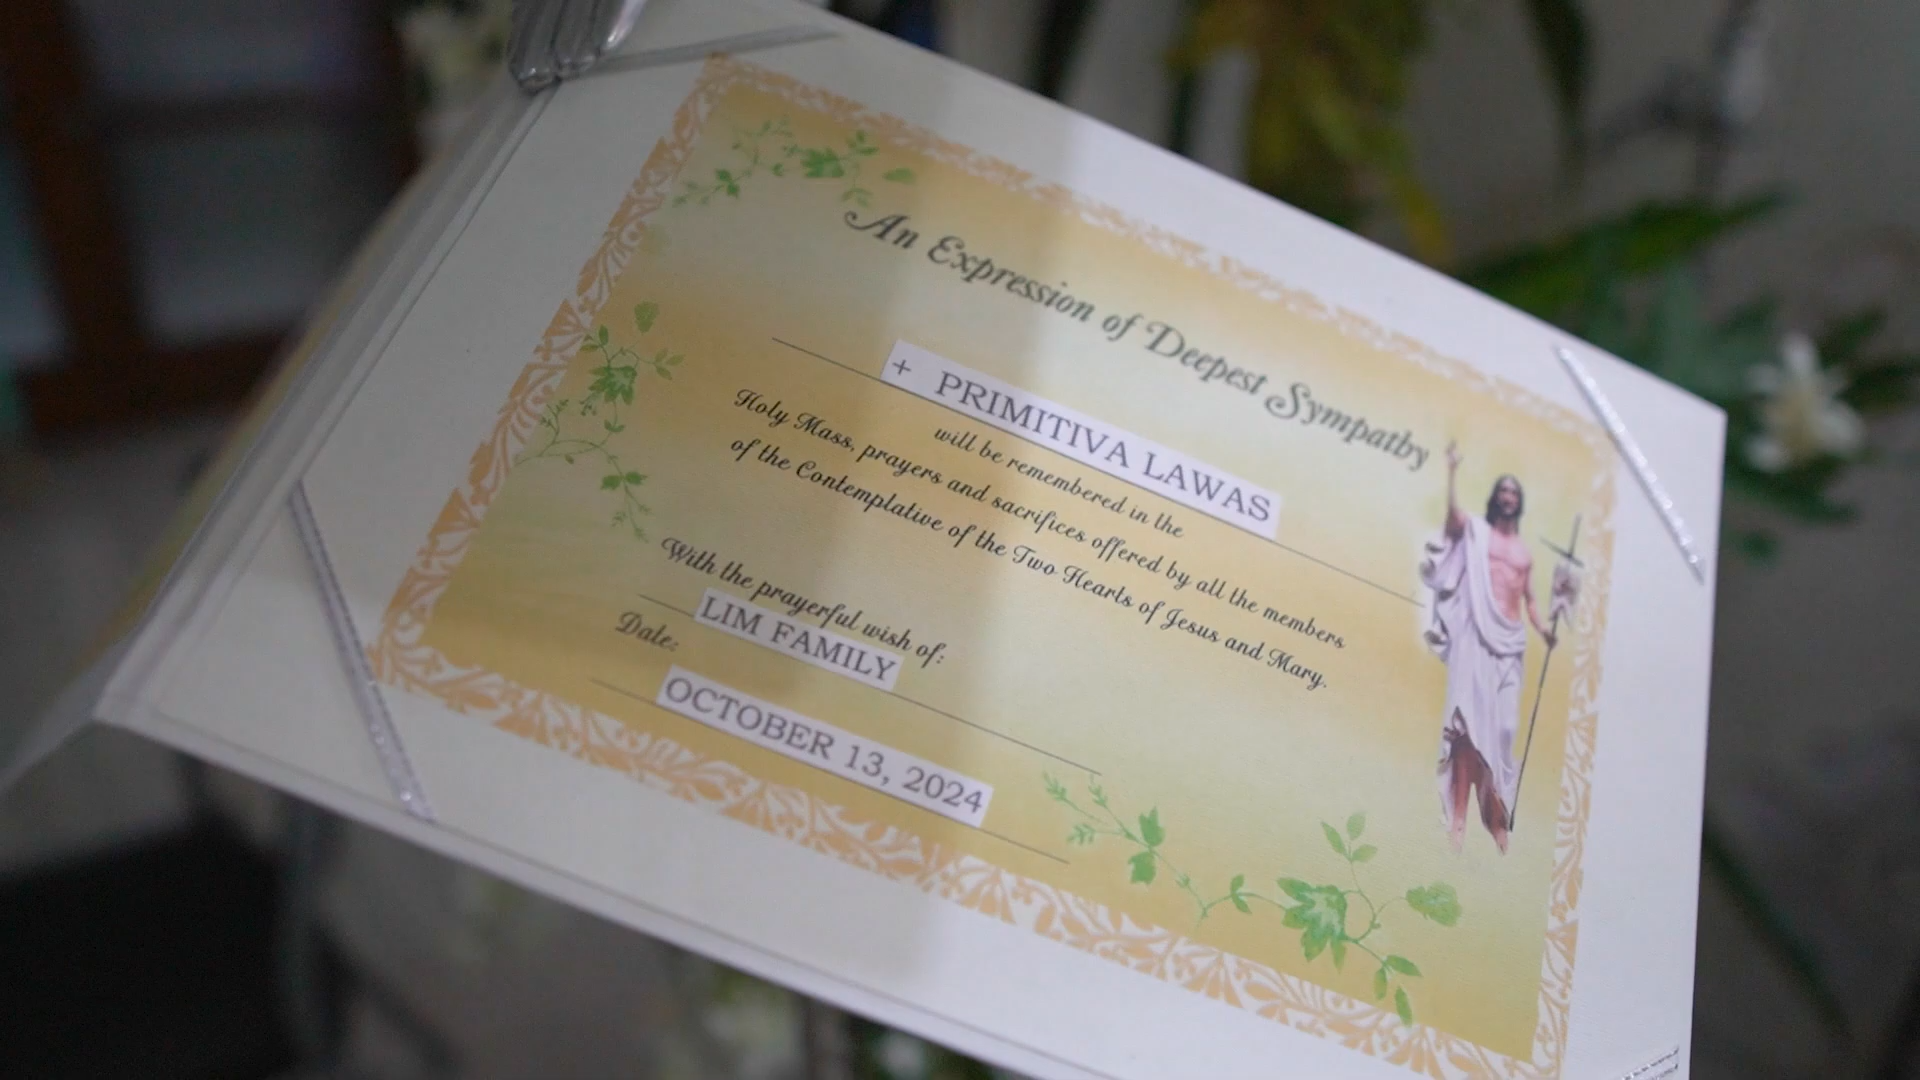 An Expression of Deepest Sympathy
+ PRIMITIVA LAWAS
will be remembered in the
Holy Mass, prayers and sacrifices offered by all the members
of the Contemplative of the Two Hearts of Jesus and Mary.
With the prayerful wish of:
LIM FAMILY
Date:
OCTOBER 13, 2024